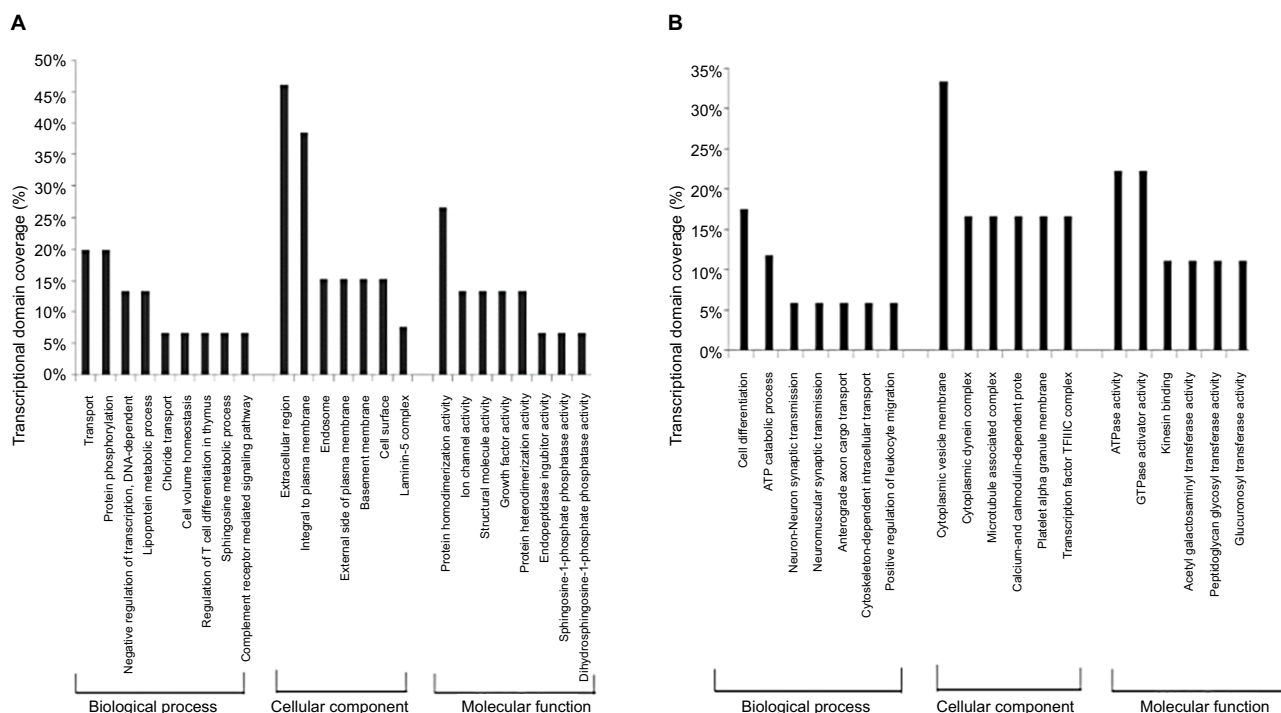 A
Transcriptional domain coverage (%)
50%
45%
40%
35%
30%
25%
20%
15%
10%
5%
0%
Transport
Protein phosphorylation
Negative regulation of transcription, DNA-dependent
Lipoprotein metabolic process
Chloride transport
Cell volume homeostasis
Regulation of T cell differentiation in thymus
Sphingosine metabolic process
Complement receptor mediated signaling pathway
Extracellular region
Integral to plasma membrane
Endosome
External side of plasma membrane
Basement membrane
Cell surface
Laminin-5 complex
Protein homodimerization activity
Ion channel activity
Structural molecule activity
Growth factor activity
Protein heterodimerization activity
Endopeptidase ingubitor activity
Sphingosine-1-phosphate phosphatase activity
Dihydrosphingosine-1-phosphate phosphatase activity
Biological process
Cellular component
Molecular function
B
Transcriptional domain coverage (%)
35%
30%
25%
20%
15%
10%
5%
0%
Cell differentiation
ATP catabolic process
Neuron-Neuron synaptic transmission
Neuromuscular synaptic transmission
Anterograde axon cargo transport
Cytoskeleton-dependent intracellular transport
Positive regulation of leukocyte migration
Cytoplasmic vesicle membrane
Cytoplasmic dynein complex
Microtubule associated complex
Calcium-and calmodulin-dependent prote
Platelet alpha granule membrane
Transcription factor TFIIIC complex
ATPase activity
GTPase activator activity
Kinesin binding
Acetyl galactosaminyl transferase activity
Peptidoglycan glycosyl transferase activity
Glucuronosyl transferase activity
Biological process
Cellular component
Molecular function